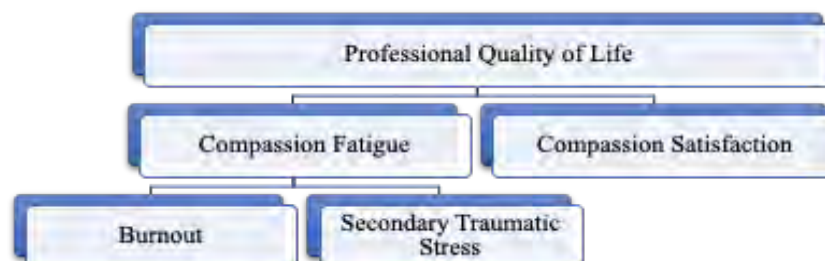 Professional Quality of Life
Compassion Fatigue
Compassion Satisfaction
Burnout
Secondary Traumatic
Stress